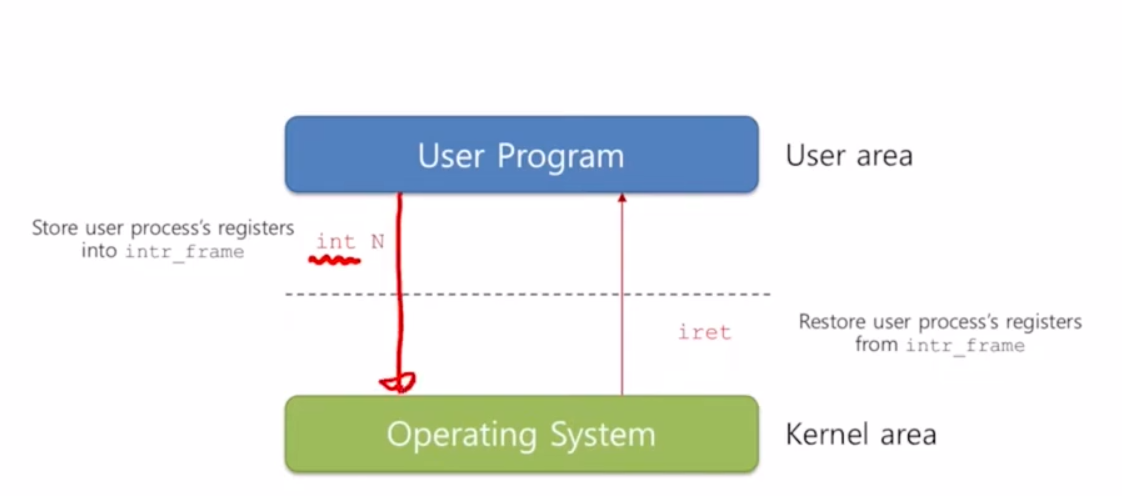 User Program
User area
Store user process's registers
into intr_frame
int N
iret
Restore user process's registers
from intr_frame
Operating System
Kernel area